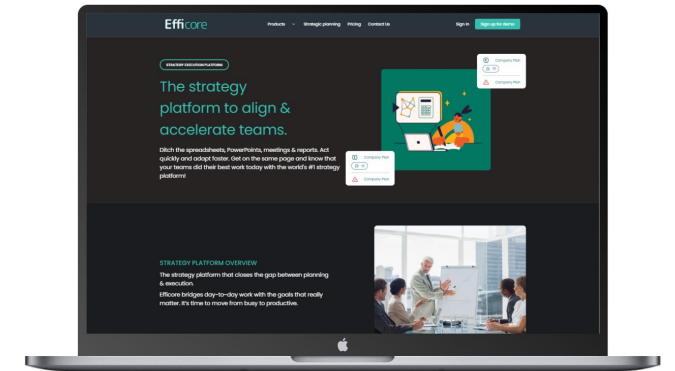 Efficore
Products
Strategic planning
Pricing
Contact Us
Sign in
Sign up for demo
STRATEGY EXECUTION PLATFORM
The strategy
platform to align &
accelerate teams.
Ditch the spreadsheets, PowerPoints, meetings & reports. Act
quickly and adapt faster. Get on the same page and know that
your teams did their best work today with the world's #1 strategy
platform!
Company Plan
Company Plan
Company Plan
Company Plan
STRATEGY PLATFORM OVERVIEW
The strategy platform that closes the gap between planning
& execution.
Efficore bridges day-to-day work with the goals that really
matter. It's time to move from busy to productive.